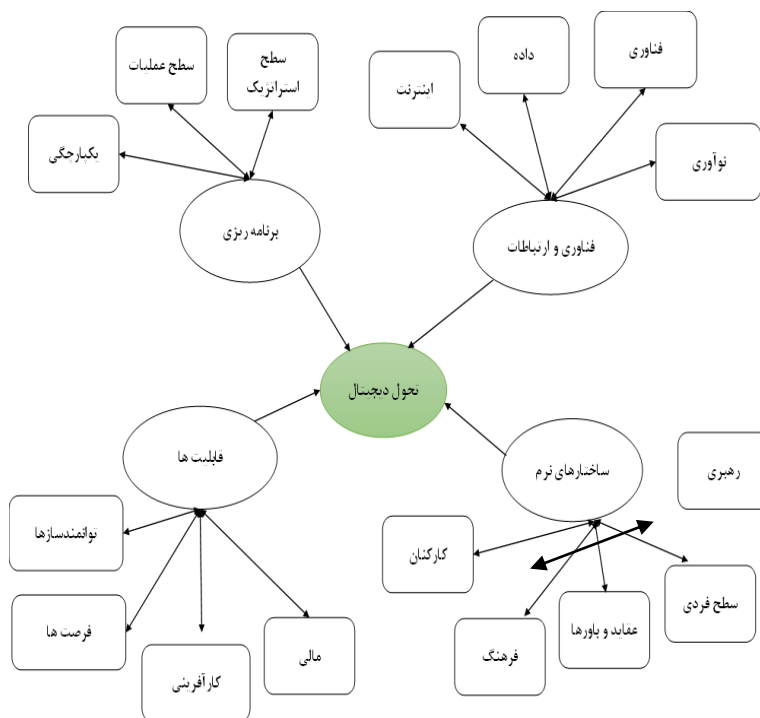 فناوری
داده
اینترنت
نوآوری
فناوری و ارتباطات
سطح
استراتژیک
سطح عملیات
یکپارچگی
برنامه ریزی
تحول دیجیتال
ساختارهای نرم
رهبری
سطح فردی
عقاید و باورها
فرهنگ
کارکنان
قابلیت ها
توانمندسازها
فرصت ها
کارآفرینی
مالی